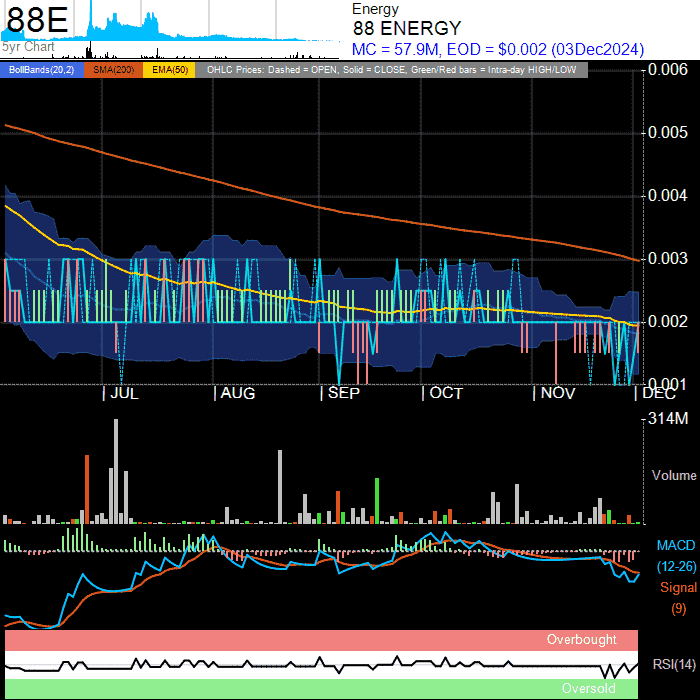 88E
5yr Chart
Energy
88 ENERGY
MC = 57.9M, EOD = $0.002 (03Dec2024)
BollBands(20,2) SMA(200) EMA(50) OHLC Prices: Dashed = OPEN, Solid = CLOSE, Green/Red bars = Intra-day HIGH/LOW
0.006
0.005
0.004
0.003
0.002
0.001
| JUL | AUG | SEP | OCT | NOV | DEC
314M
Volume
MACD
(12-26)
Signal
(9)
Overbought
RSI(14)
Oversold